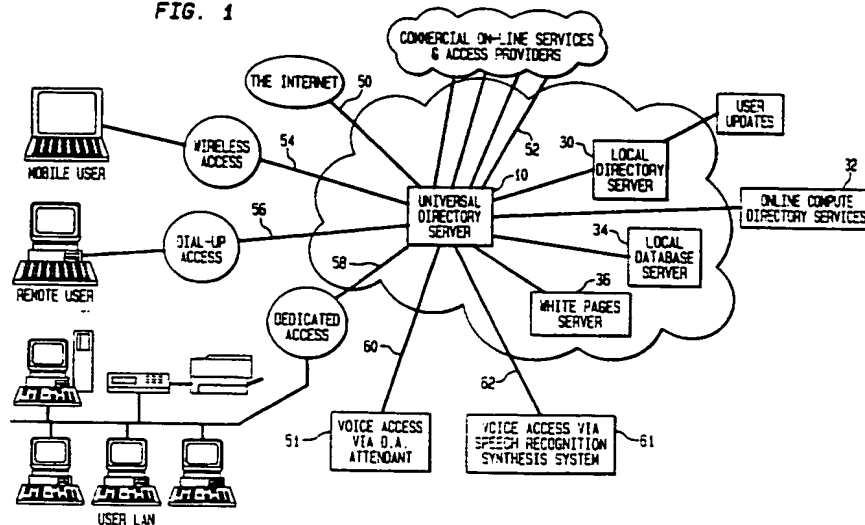 FIG. 1
COMMERCIAL ON-LINE SERVICES
& ACCESS PROVIDERS
THE INTERNET
50
52
USER
UPDATES
MOBILE USER
WIRELESS
ACCESS
54
30
LOCAL
DIRECTORY
SERVER
10
UNIVERSAL
DIRECTORY
SERVER
32
ONLINE COMPUTE
DIRECTORY SERVICES
REMOTE USER
DIAL-UP
ACCESS
56
58
34
LOCAL
DATABASE
SERVER
36
WHITE PAGES
SERVER
DEDICATED
ACCESS
60
62
51
VOICE ACCESS
VIA D.A.
ATTENDANT
VOICE ACCESS VIA
SPEECH RECOGNITION
SYNTHESIS SYSTEM
61
USER LAN